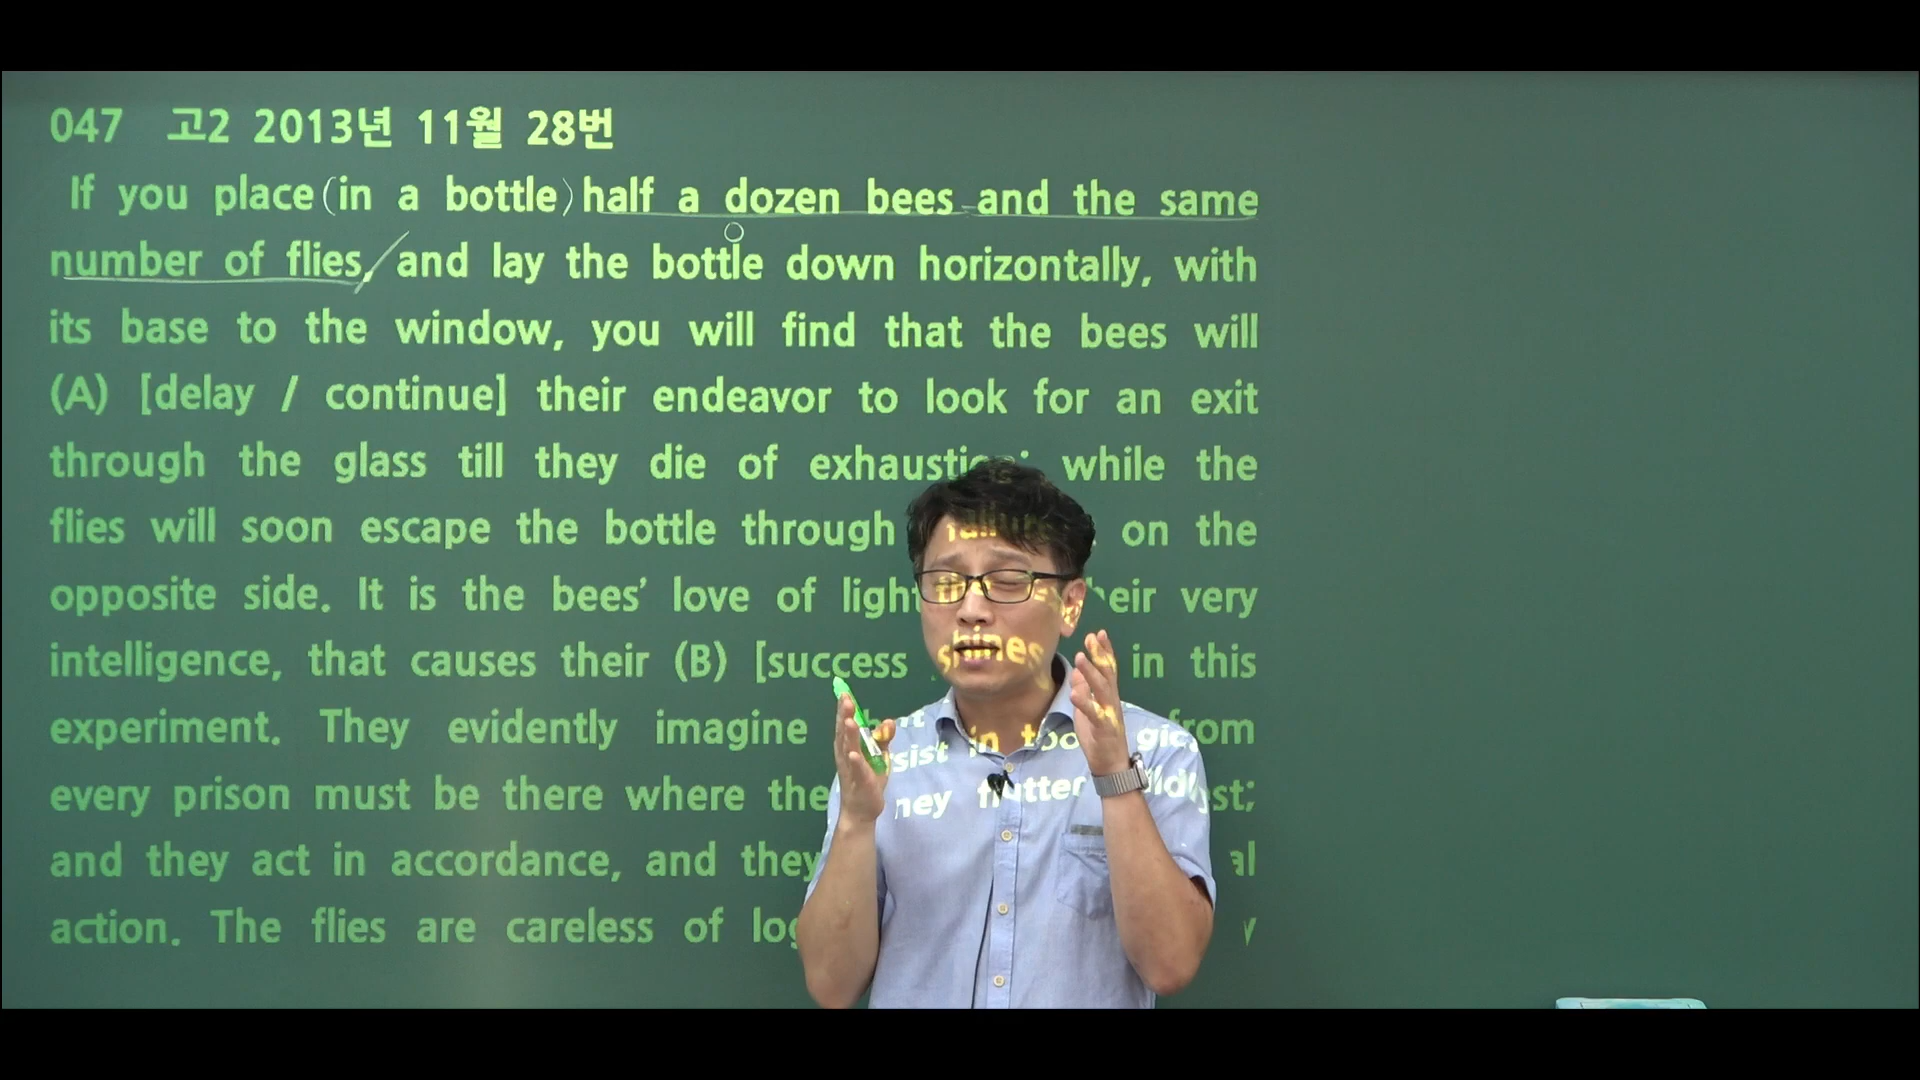 047 고2 2013년 11월 28번
If you place (in a bottle) half a dozen bees and the same
number of flies, and lay the bottle down horizontally, with
its base to the window, you will find that the bees will
(A) [delay / continue] their endeavor to look for an exit
through the glass till they die of while the
flies will soon escape the bottle through on the
opposite side. It is the bees' love of light very
intelligence, that causes their (B) [success in this
experiment. They evidently imagine from
every prison must be there where the shines
and they act in accordance, and they in too
action. The flies are careless of they flutter